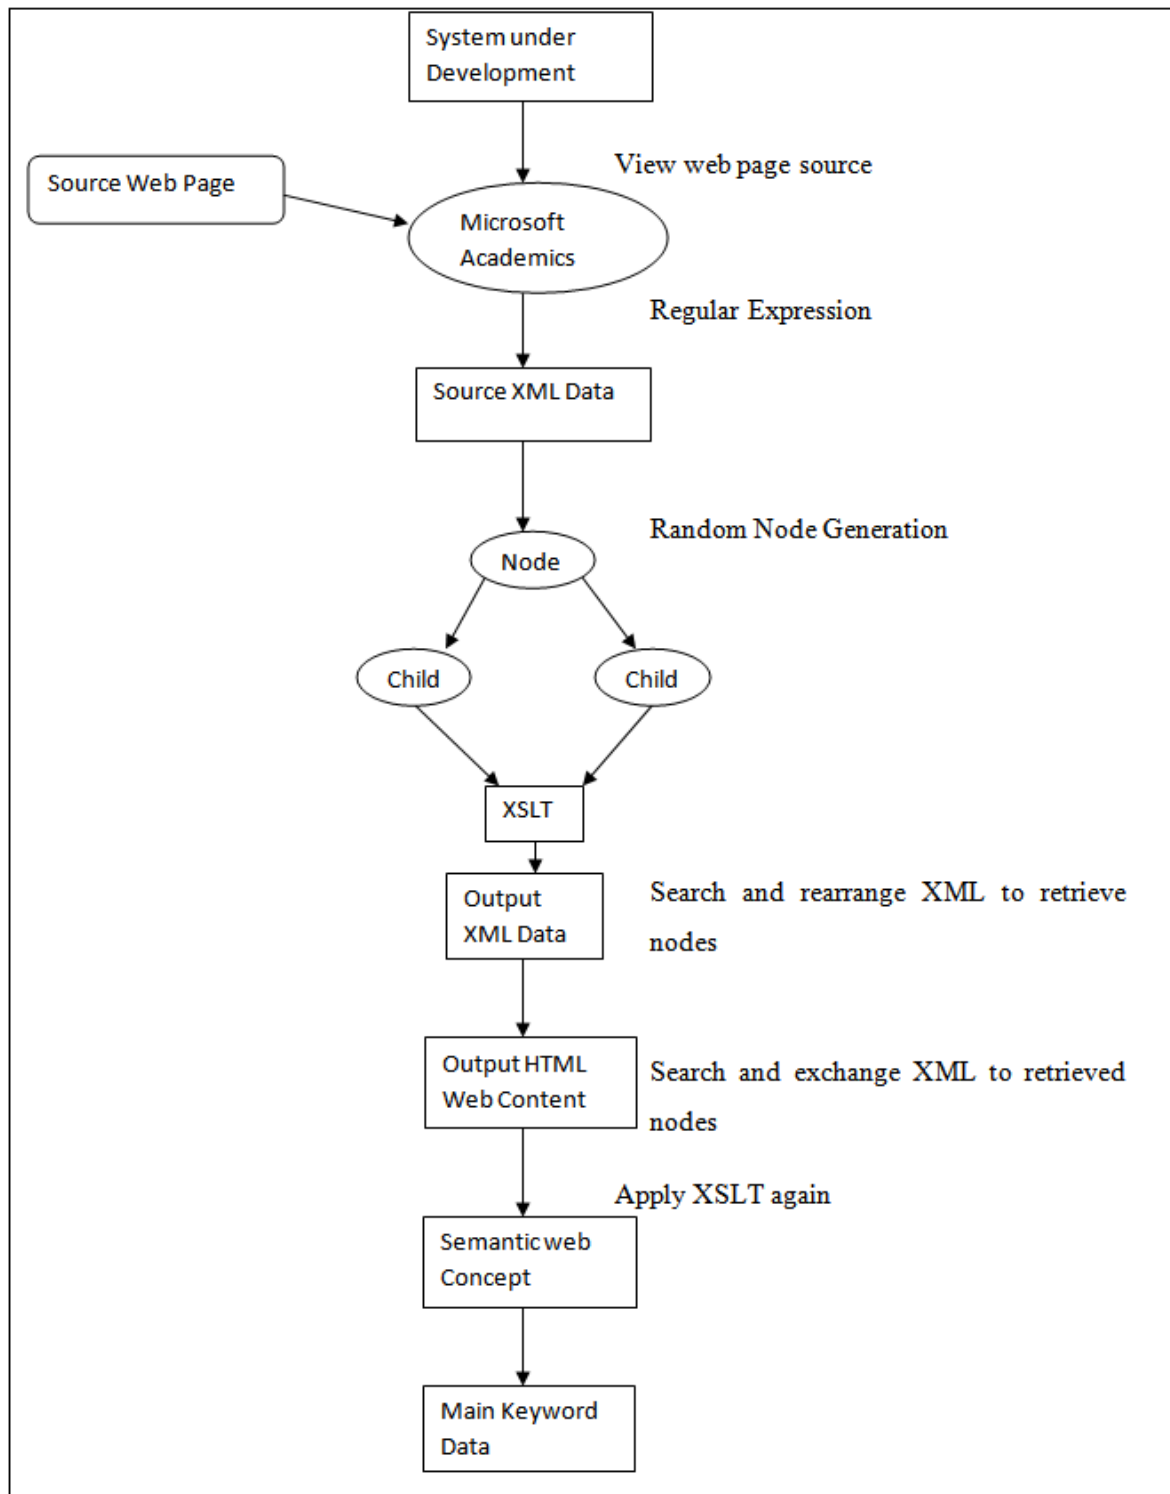 System under
Development
View web page source
Source Web Page
Microsoft
Academics
Regular Expression
Source XML Data
Random Node Generation
Node
Child
Child
XSLT
Output
XML Data
Search and rearrange XML to retrieve
nodes
Output HTML
Web Content
Search and exchange XML to retrieved
nodes
Apply XSLT again
Semantic web
Concept
Main Keyword
Data